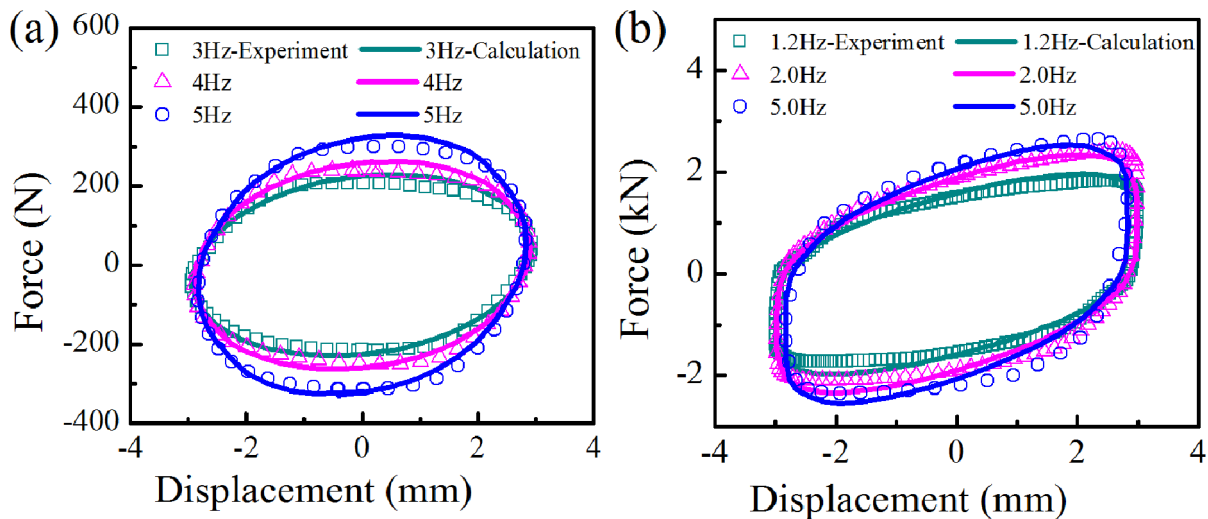 (a)
600
3Hz-Experiment 3Hz-Calculation
4Hz 4Hz
5Hz 5Hz
400
200
0
-200
-400
-4 -2 0 2 4
Force (N)
Displacement (mm)
(b)
1.2Hz-Experiment 1.2Hz-Calculation
2.0Hz 2.0Hz
5.0Hz 5.0Hz
4
2
0
-2
-4 -2 0 2 4
Force (kN)
Displacement (mm)